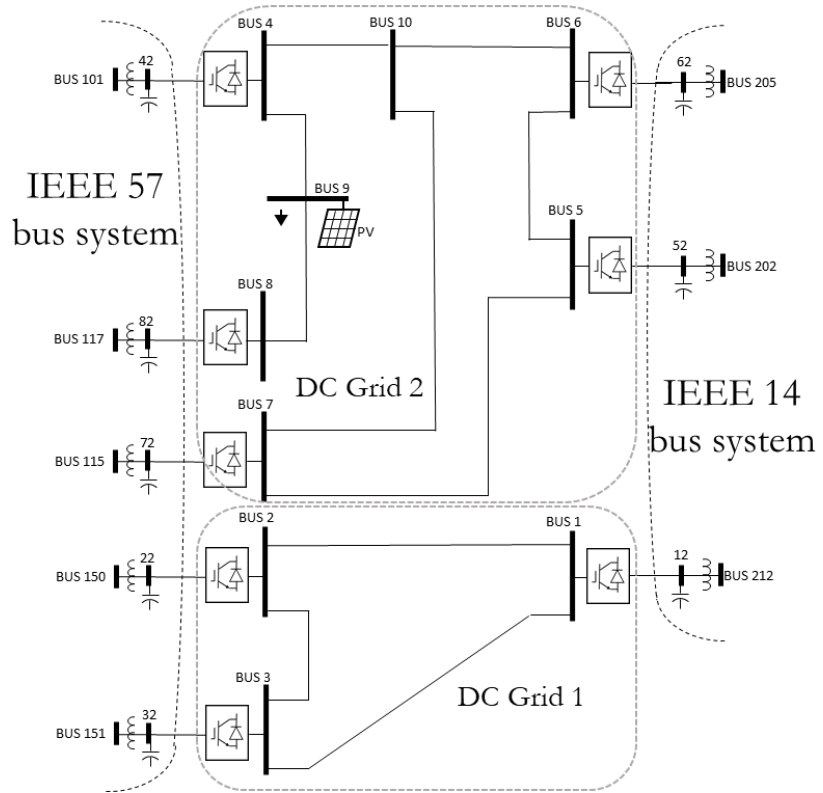 BUS 4
BUS 10
BUS 6
42
62
BUS 101
BUS 205
IEEE 57
bus system
BUS 9
PV
BUS 5
52
BUS 202
BUS 8
82
BUS 117
DC Grid 2
IEEE 14
bus system
BUS 7
72
BUS 115
BUS 2
BUS 1
22
12
BUS 150
BUS 212
BUS 3
DC Grid 1
32
BUS 151